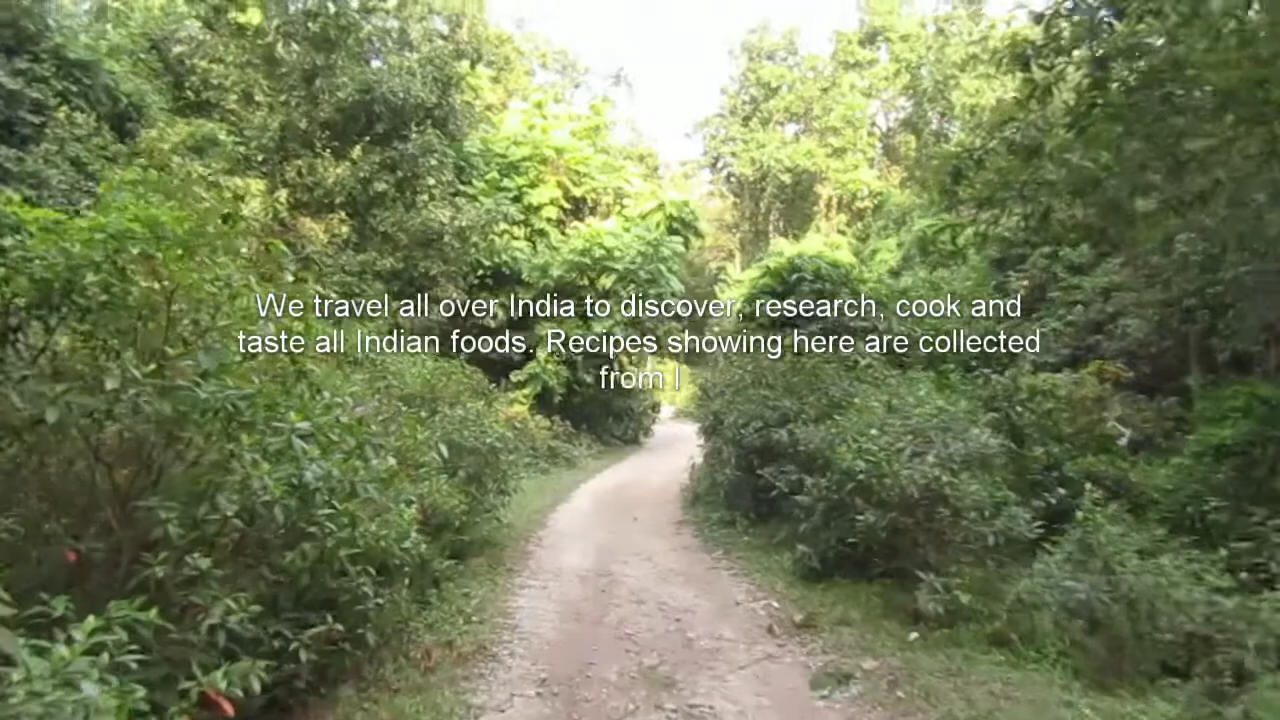 We travel all over India to discover, research, cook and
taste all Indian foods. Recipes showing here are collected
from I